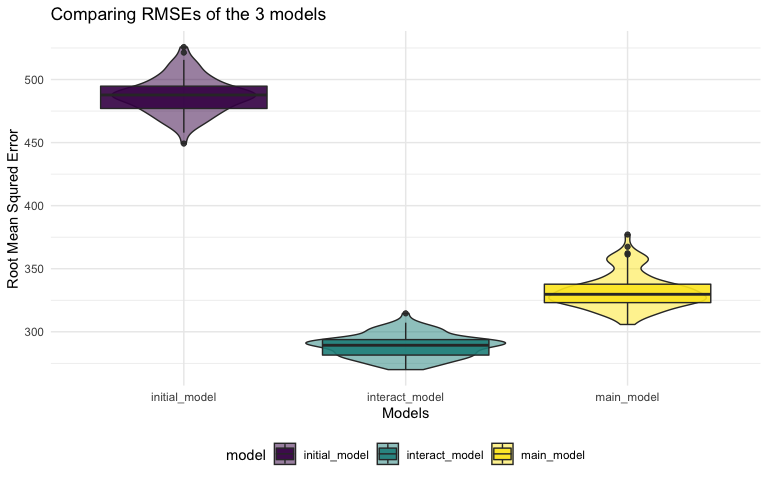 Comparing RMSEs of the 3 models
Root Mean Squred Error
500
450
400
350
300
initial_model
interact_model
main_model
Models
model
initial_model
interact_model
main_model